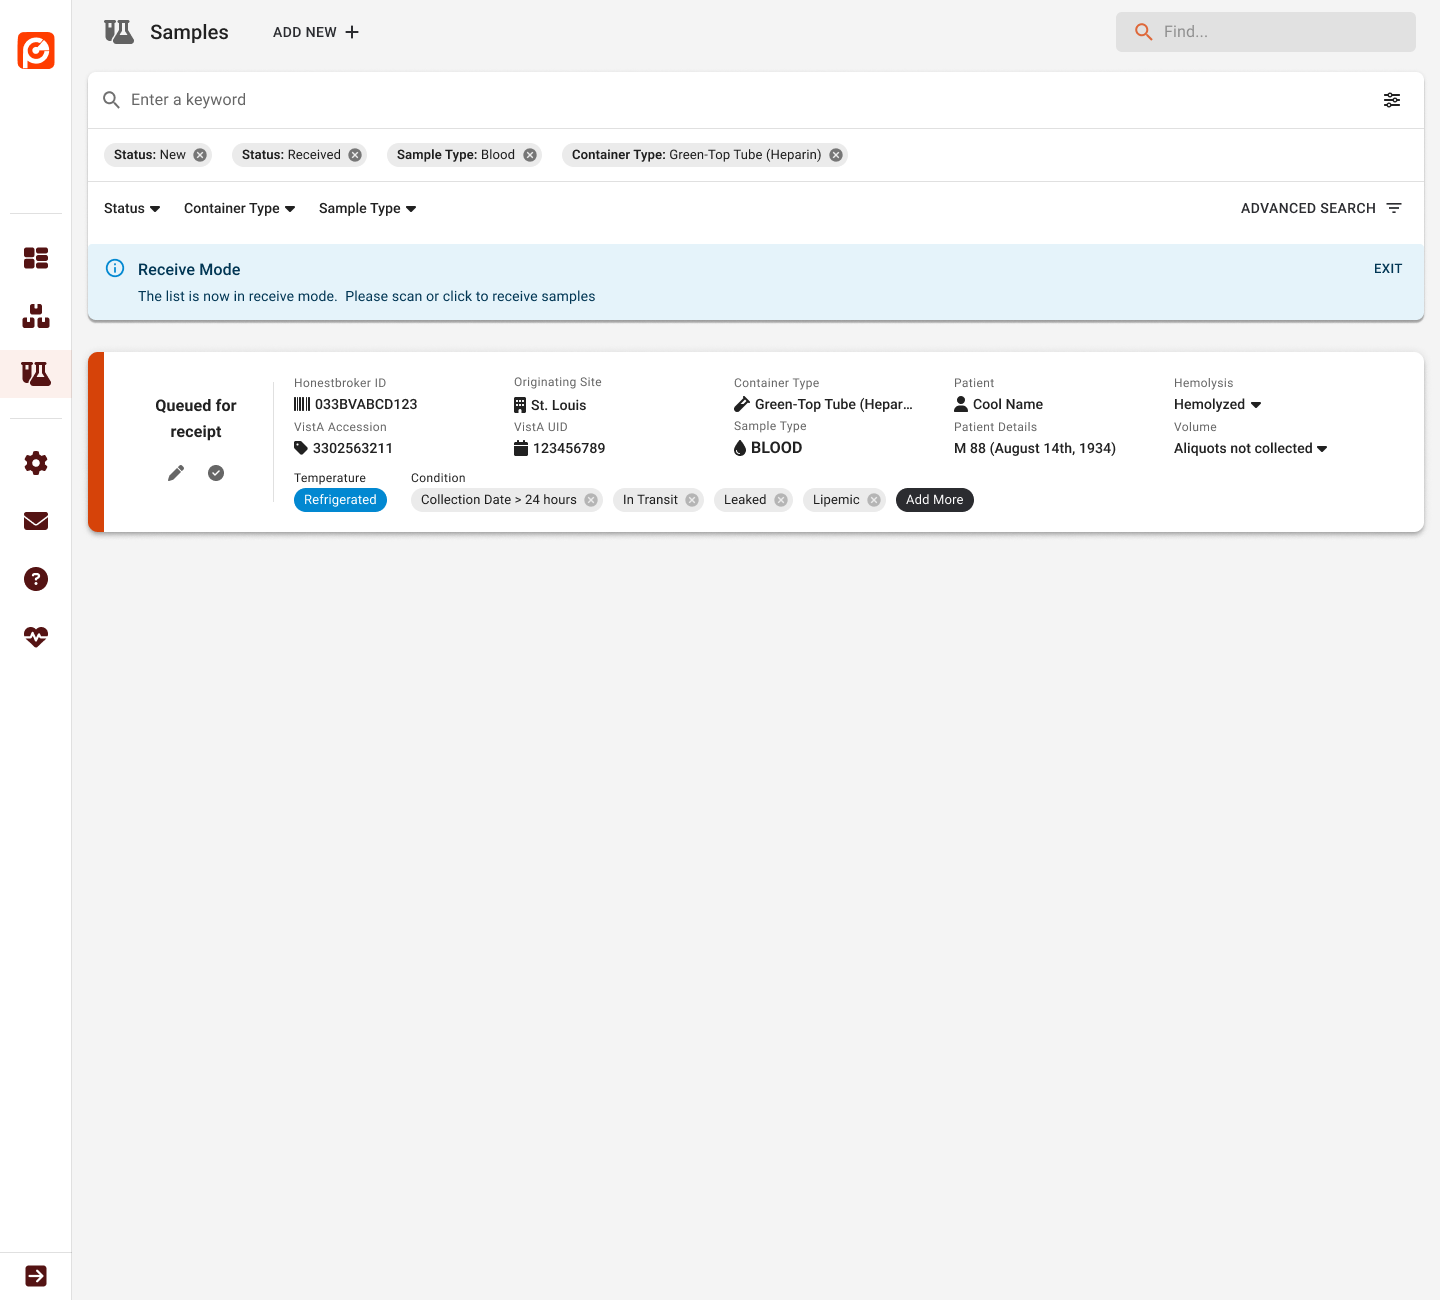 Samples
ADD NEW
Find...
Enter a keyword
Status: New
Status: Received
Sample Type: Blood
Container Type: Green-Top Tube (Heparin)
Status
Container Type
Sample Type
ADVANCED SEARCH
Receive Mode
EXIT
The list is now in receive mode.  Please scan or click to receive samples
Queued for
receipt
Honestbroker ID
033BVABCD123
VistA Accession
3302563211
Originating Site
St. Louis
VistA UID
123456789
Container Type
Green-Top Tube (Hepar...
Sample Type
BLOOD
Patient
Cool Name
Patient Details
M 88 (August 14th, 1934)
Hemolysis
Hemolyzed
Volume
Aliquots not collected
Temperature
Refrigerated
Condition
Collection Date > 24 hours
In Transit
Leaked
Lipemic
Add More